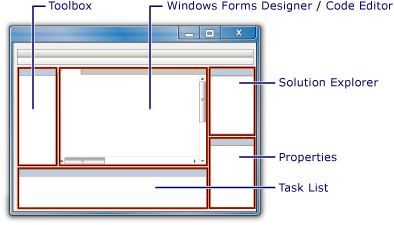 Toolbox
Windows Forms Designer / Code Editor
Solution Explorer
Properties
Task List